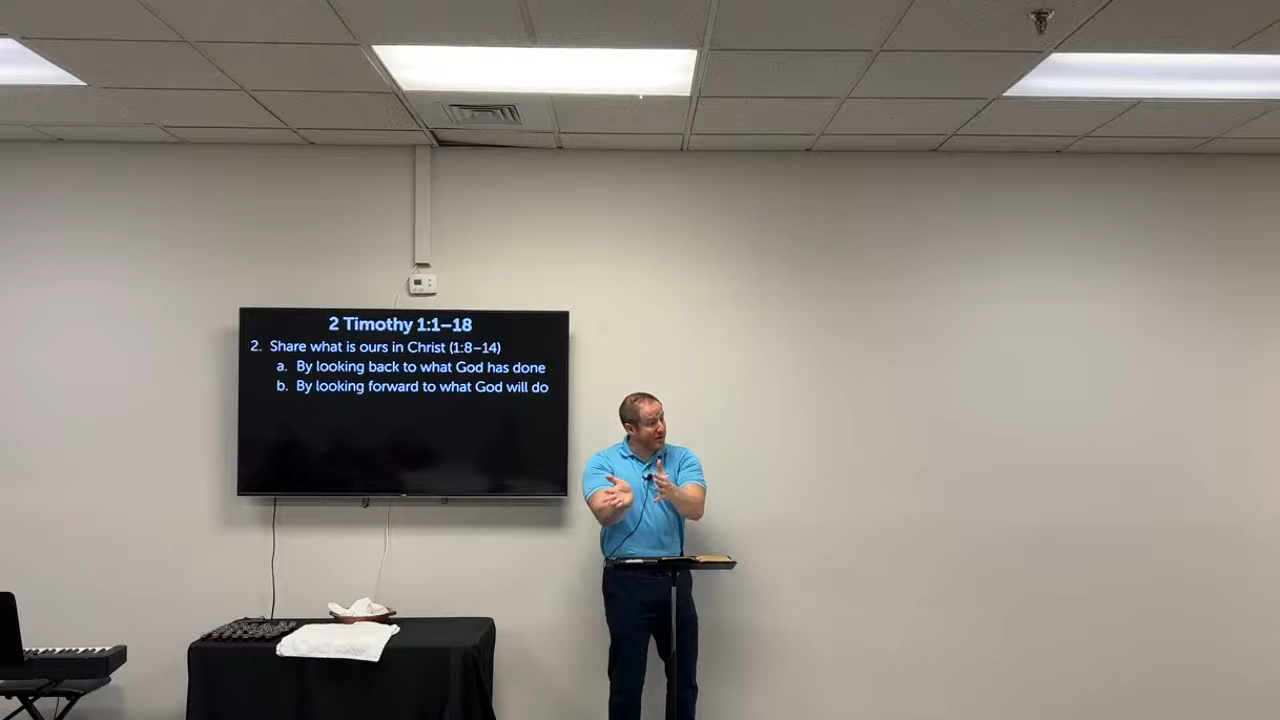 2 Timothy 1:1–18
2. Share what is ours in Christ (1:8–14)
a. By looking back to what God has done
b. By looking forward to what God will do